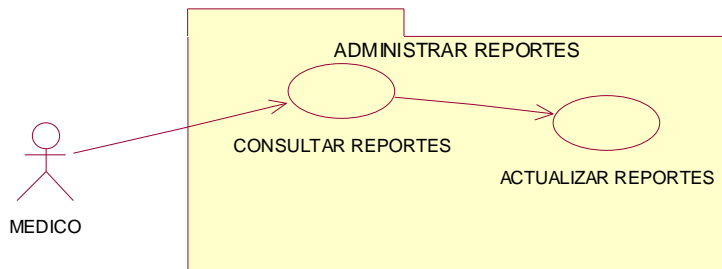 ADMINISTRAR REPORTES
CONSULTAR REPORTES
ACTUALIZAR REPORTES
MEDICO